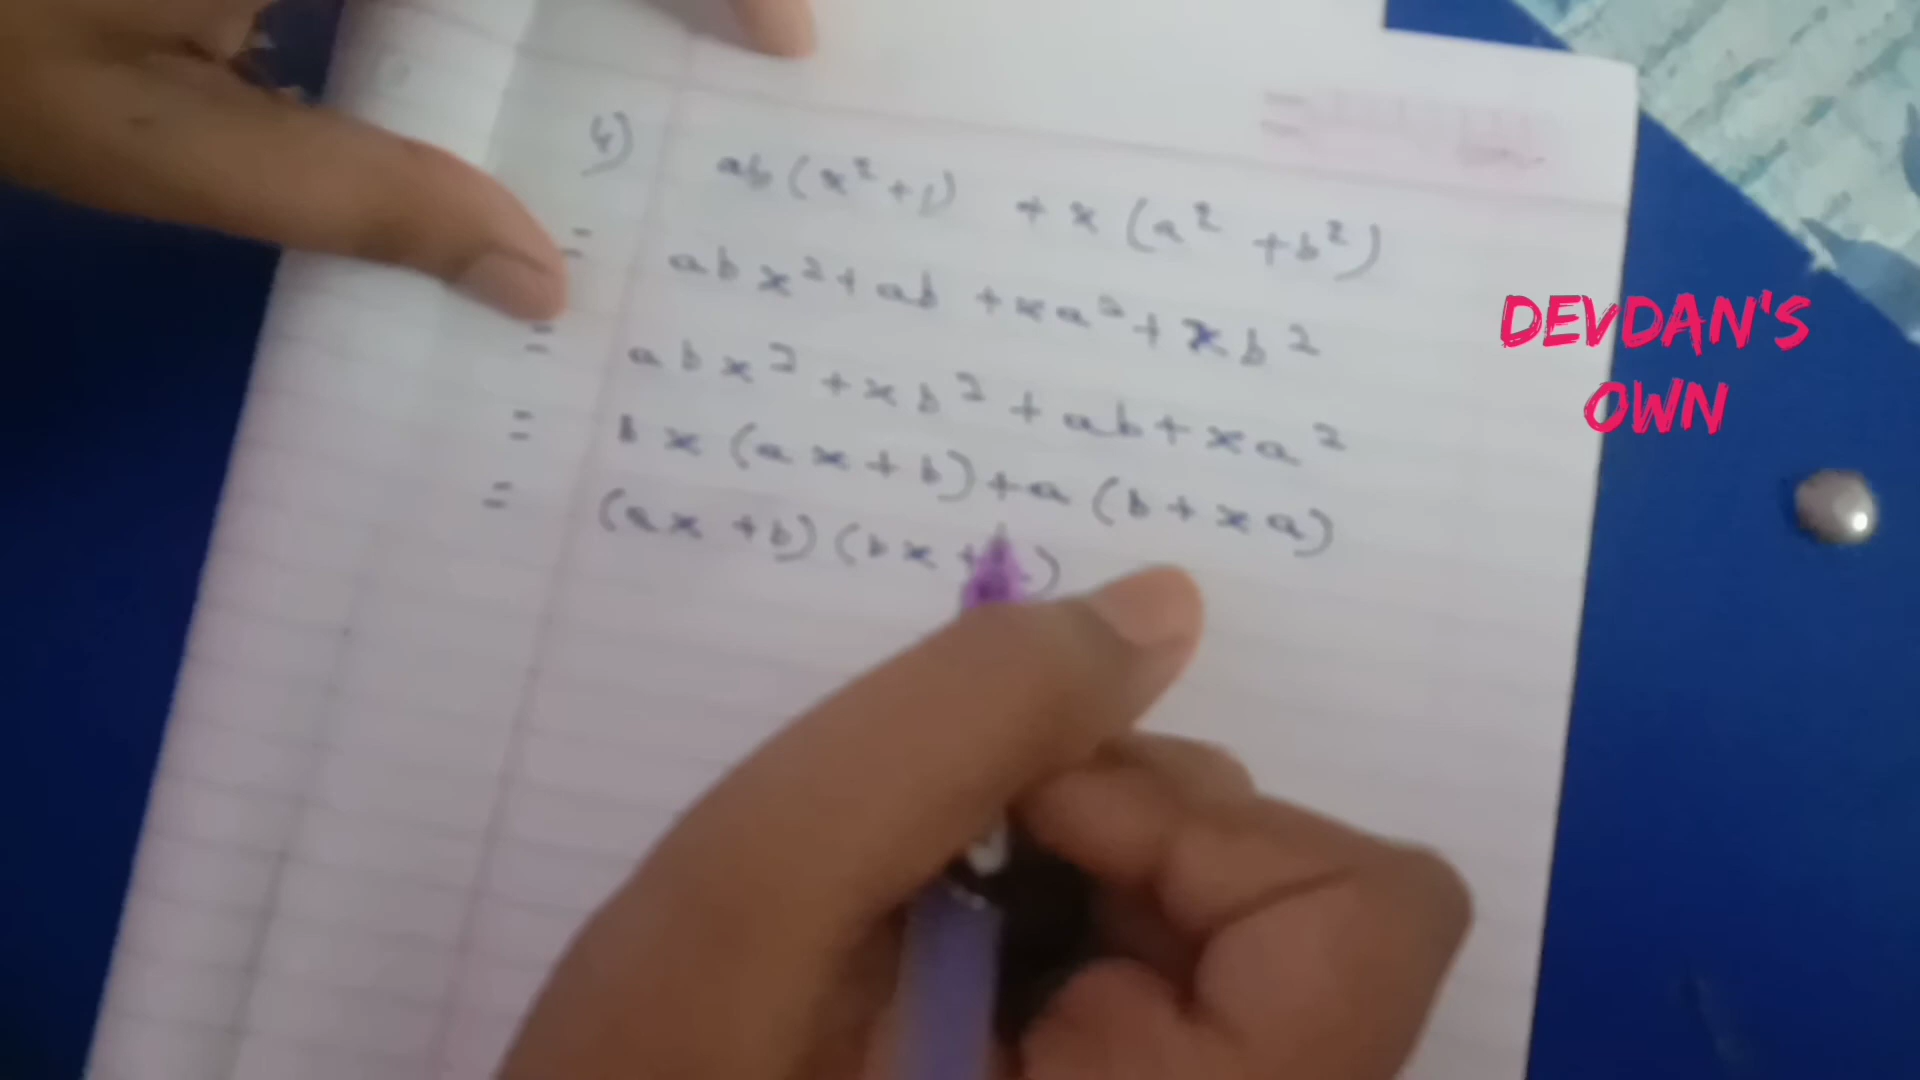 4) ab(x² + 1) + x(a² + b²)
= abx² + ab + xa² + xb²
= abx² + xb² + ab + xa²
= bx(ax + b) + a(b + xa)
= (ax + b)(bx + )
DEVDAN'S
OWN